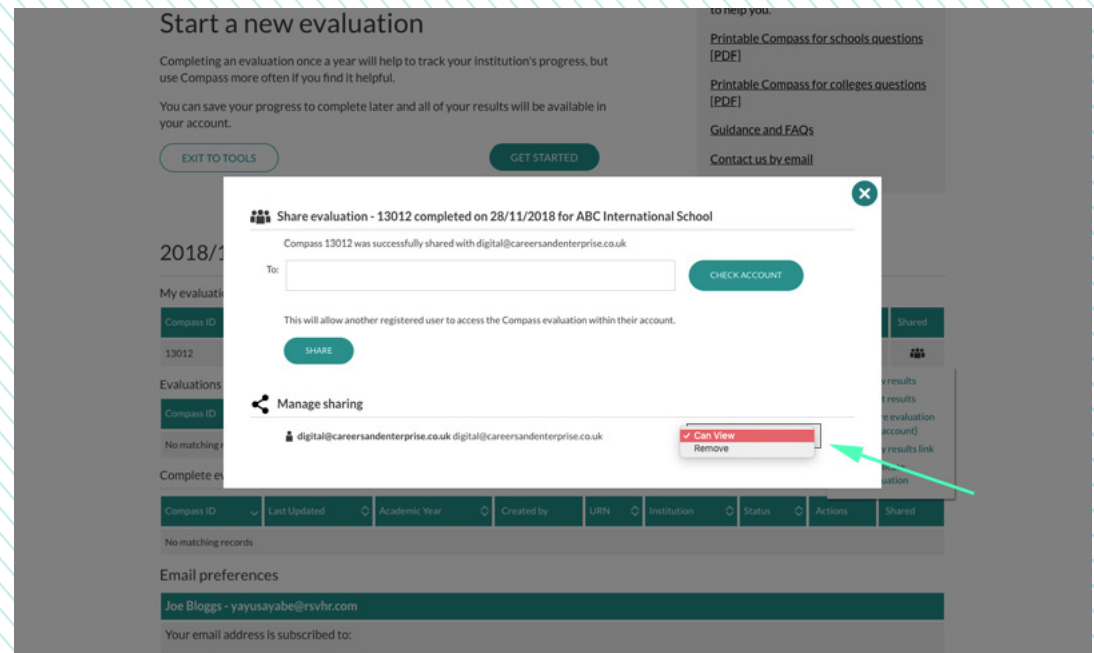 Start a new evaluation
Completing an evaluation once a year will help to track your institution's progress, but
use Compass more often if you find it helpful.
You can save your progress to complete later and all of your results will be available in
your account.
EXIT TO TOOLS
GET STARTED
to help you.
Printable Compass for schools questions
[PDF]
Printable Compass for colleges questions
[PDF]
Guidance and FAQs
Contact us by email
Share evaluation - 13012 completed on 28/11/2018 for ABC International School
Compass 13012 was successfully shared with digital@careersandenterprise.co.uk
To:
CHECK ACCOUNT
This will allow another registered user to access the Compass evaluation within their account.
SHARE
Manage sharing
digital@careersandenterprise.co.uk digital@careersandenterprise.co.uk
Can View
Remove
2018/
My
Compass ID
Shared
13012
Evaluations
Compass ID
No matching
results
results
evaluation
account)
results link
Complete
Compass ID Last Updated Academic Year Created by URN Institution Status Actions Shared
No matching records
Email preferences
Joe Bloggs - yayusayabe@rsvhr.com
Your email address is subscribed to: